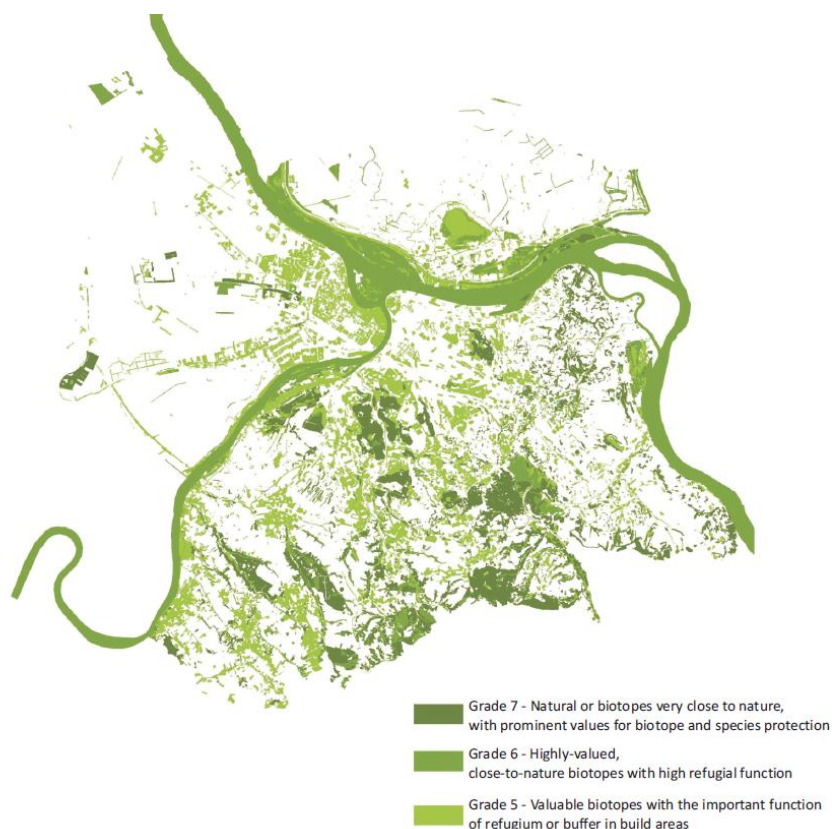 Grade 7 - Natural or biotopes very close to nature,
with prominent values for biotope and species protection
Grade 6 - Highly-valued,
close-to-nature biotopes with high refugial function
Grade 5 - Valuable biotopes with the important function
of refugium or buffer in build areas